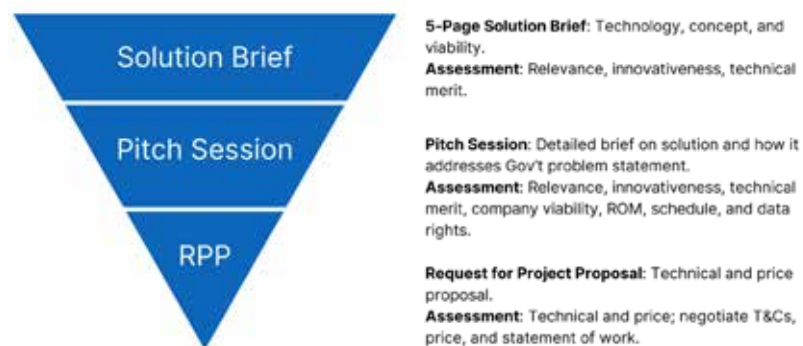 Solution Brief
Pitch Session
RPP
5-Page Solution Brief: Technology, concept, and
viability.
Assessment: Relevance, innovativeness, technical
merit.
Pitch Session: Detailed brief on solution and how it
addresses Gov't problem statement.
Assessment: Relevance, innovativeness, technical
merit, company viability, ROM, schedule, and data
rights.
Request for Project Proposal: Technical and price
proposal.
Assessment: Technical and price; negotiate T&Cs,
price, and statement of work.